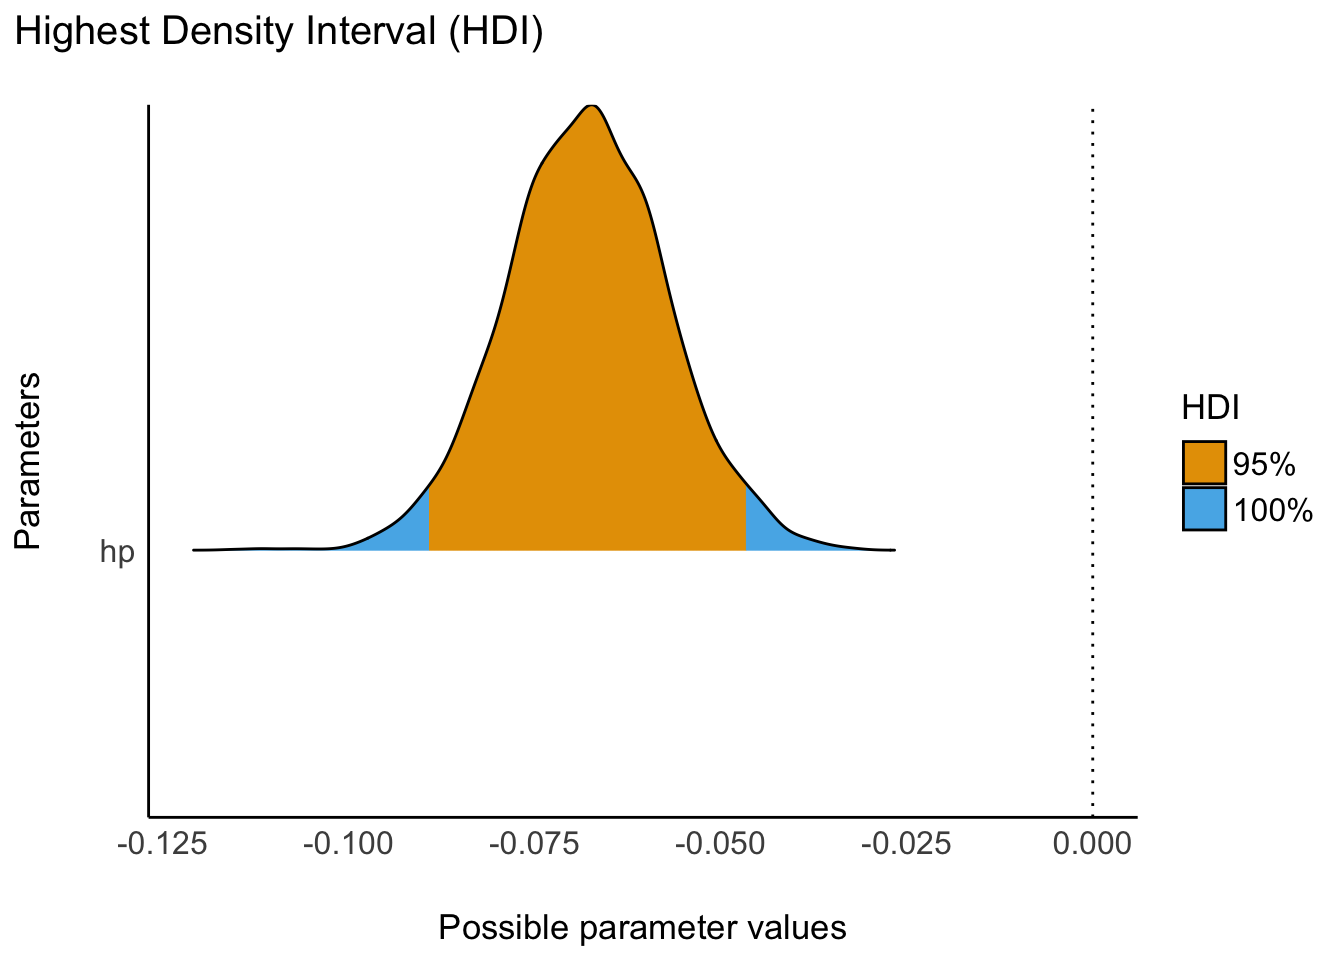 Highest Density Interval (HDI)
Parameters
hp
-0.125 -0.100 -0.075 -0.050 -0.025 0.000
Possible parameter values
HDI
95%
100%